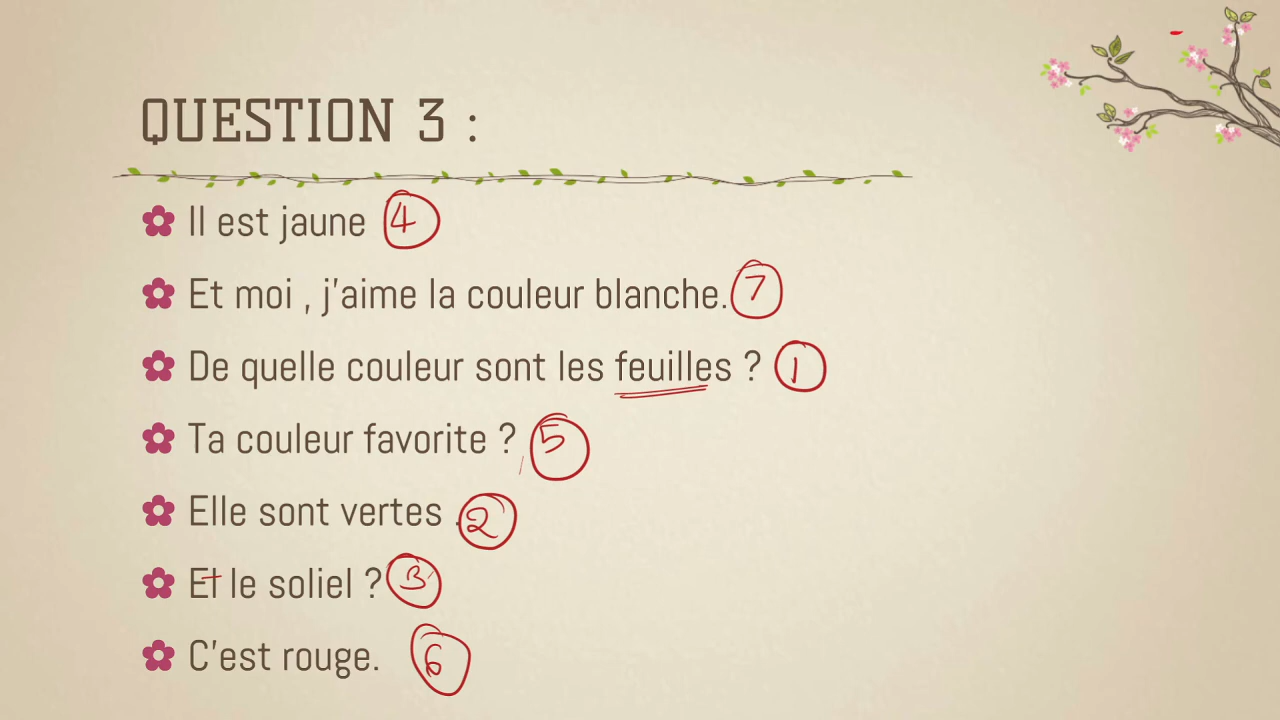 QUESTION 3 :
Il est jaune 4
Et moi , j'aime la couleur blanche. 7
De quelle couleur sont les feuilles ? 1
Ta couleur favorite ? 5
Elle sont vertes . 2
Et le soliel ? 3
C'est rouge. 6